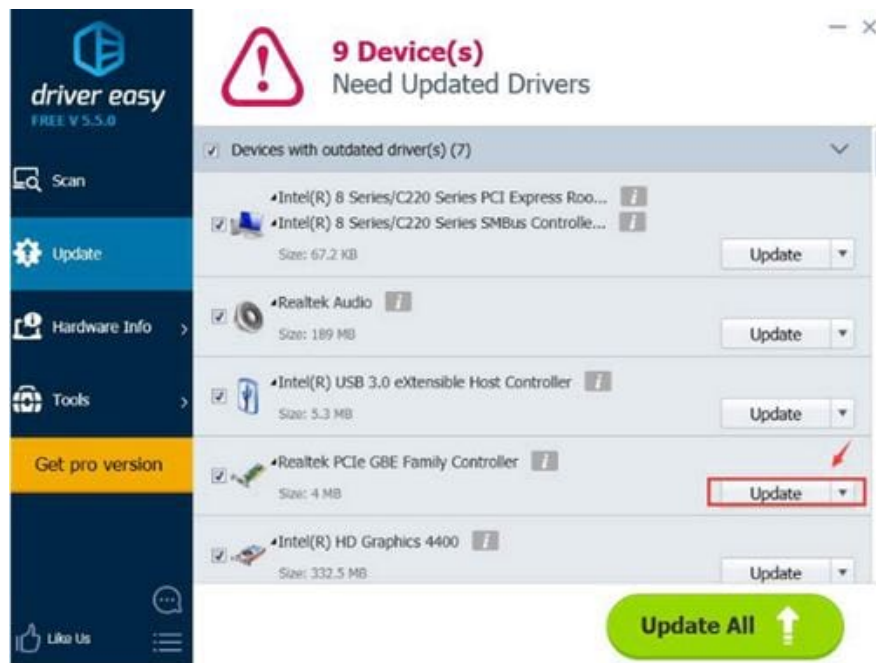 driver easy
FREE V 5.5.0
Scan
Update
Hardware Info
Tools
Get pro version
Like Us
9 Device(s)
Need Updated Drivers
Devices with outdated driver(s) (7)
Intel(R) 8 Series/C220 Series PCI Express Roo...
Intel(R) 8 Series/C220 Series SMBus Controlle...
Size: 67.2 KB
Update
Realtek Audio
Size: 189 MB
Update
Intel(R) USB 3.0 eXtensible Host Controller
Size: 5.3 MB
Update
Realtek PCIe GBE Family Controller
Size: 4 MB
Update
Intel(R) HD Graphics 4400
Size: 332.5 MB
Update
Update All